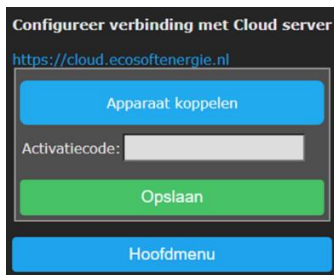 Configureer verbinding met Cloud server
https://cloud.ecosoftenergie.nl
Apparaat koppelen
Activatiecode:
Opslaan
Hoofdmenu